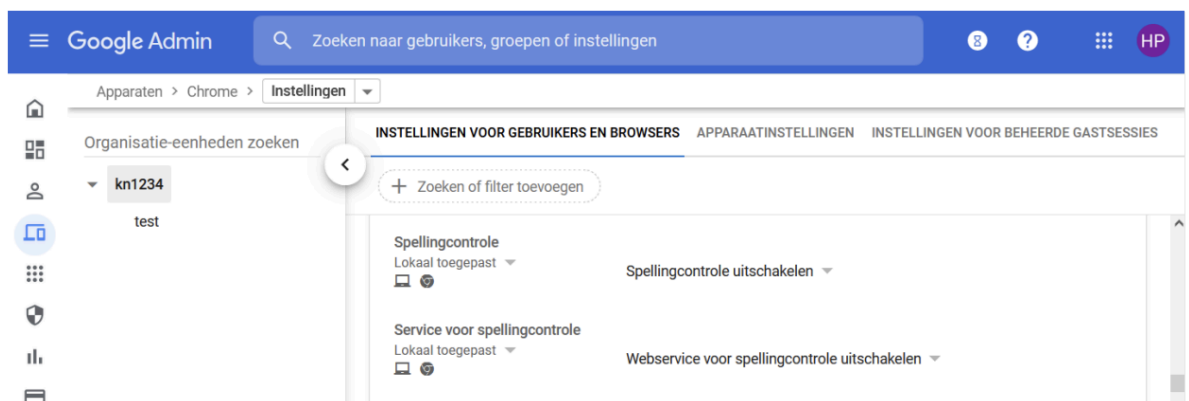 Google Admin
Zoeken naar gebruikers, groepen of instellingen
8
?
HP
Apparaten > Chrome > Instellingen
Organisatie-eenheden zoeken
kn1234
test
INSTELLINGEN VOOR GEBRUIKERS EN BROWSERS APPARAATINSTELLINGEN INSTELLINGEN VOOR BEHEERDE GASTSESSIES
+ Zoeken of filter toevoegen
Spellingcontrole
Lokaal toegepast
Spellingcontrole uitschakelen
Service voor spellingcontrole
Lokaal toegepast
Webservice voor spellingcontrole uitschakelen